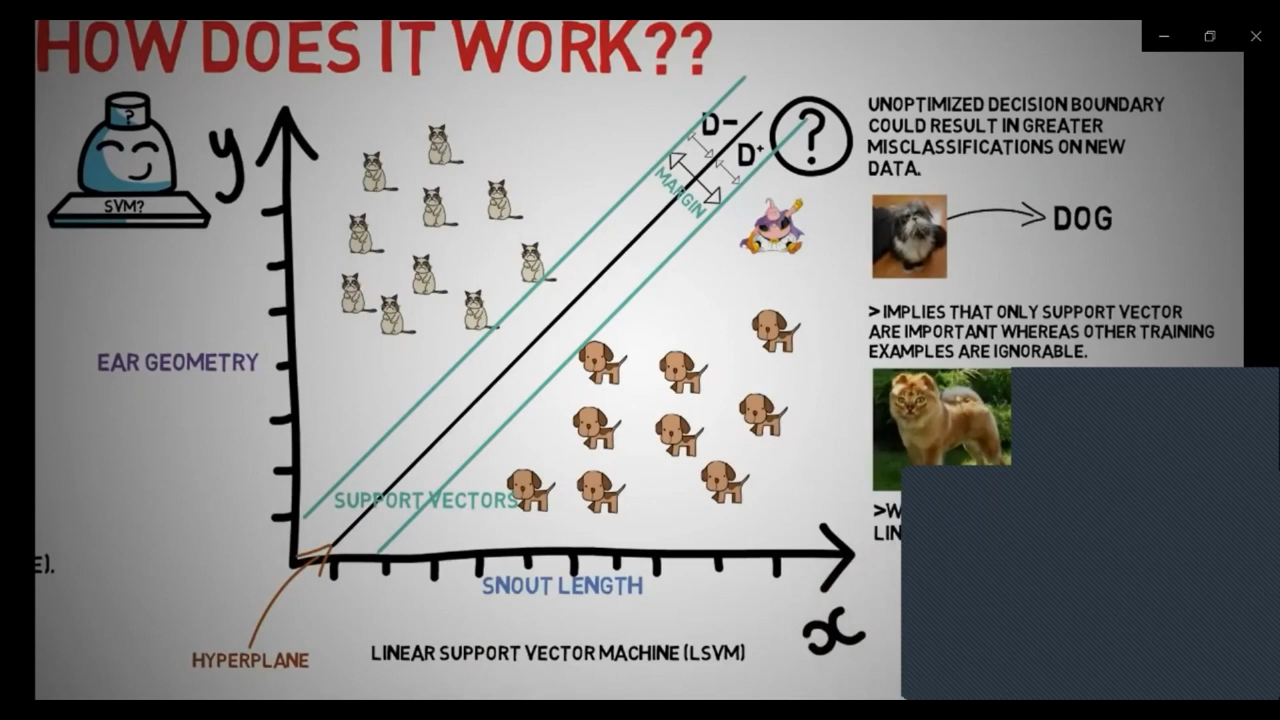 HOW DOES IT WORK??
?
SVM?
y
D-
D+
MARGIN
?
UNOPTIMIZED DECISION BOUNDARY
COULD RESULT IN GREATER
MISCLASSIFICATIONS ON NEW
DATA.
DOG
> IMPLIES THAT ONLY SUPPORT VECTOR
ARE IMPORTANT WHEREAS OTHER TRAINING
EXAMPLES ARE IGNORABLE.
EAR GEOMETRY
SUPPORT VECTORS
>W
LIN
E).
SNOUT LENGTH
x
HYPERPLANE
LINEAR SUPPORT VECTOR MACHINE (LSVM)